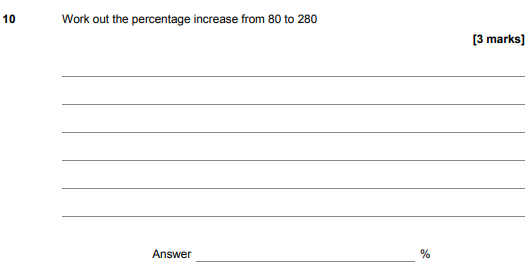 10 Work out the percentage increase from 80 to 280
[3 marks]
Answer %